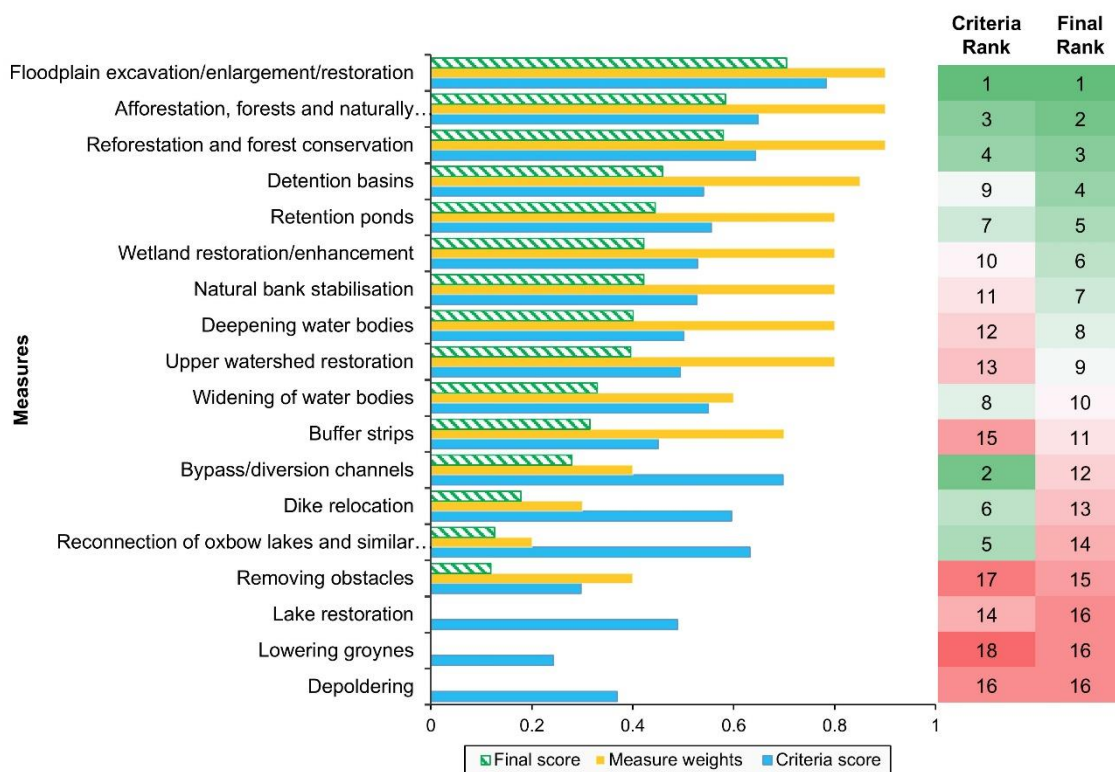 Criteria Rank Final Rank
Measures
Floodplain excavation/enlargement/restoration 1 1
Afforestation, forests and naturally… 3 2
Reforestation and forest conservation 4 3
Detention basins 9 4
Retention ponds 7 5
Wetland restoration/enhancement 10 6
Natural bank stabilisation 11 7
Deepening water bodies 12 8
Upper watershed restoration 13 9
Widening of water bodies 8 10
Buffer strips 15 11
Bypass/diversion channels 2 12
Dike relocation 6 13
Reconnection of oxbow lakes and similar… 5 14
Removing obstacles 17 15
Lake restoration 14 16
Lowering groynes 18 16
Depoldering 16 16
0 0.2 0.4 0.6 0.8 1
Final score Measure weights Criteria score